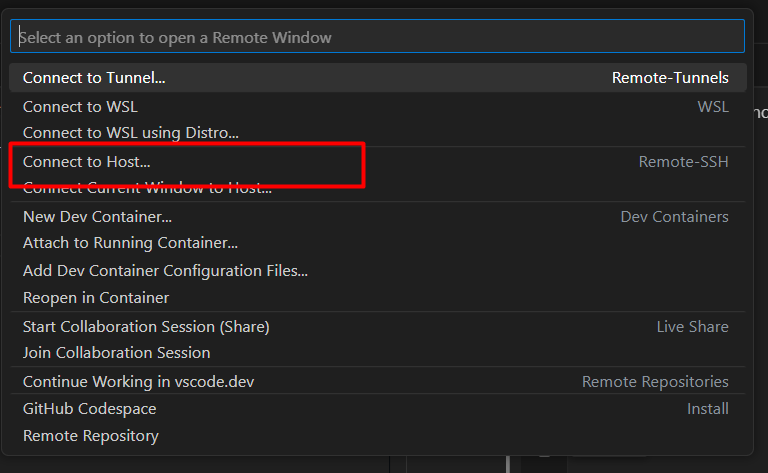 Select an option to open a Remote Window
Connect to Tunnel... Remote-Tunnels
Connect to WSL WSL
Connect to WSL using Distro...
Connect to Host... Remote-SSH
Connect Current Window to Host...
New Dev Container... Dev Containers
Attach to Running Container...
Add Dev Container Configuration Files...
Reopen in Container
Start Collaboration Session (Share) Live Share
Join Collaboration Session
Continue Working in vscode.dev Remote Repositories
GitHub Codespace Install
Remote Repository